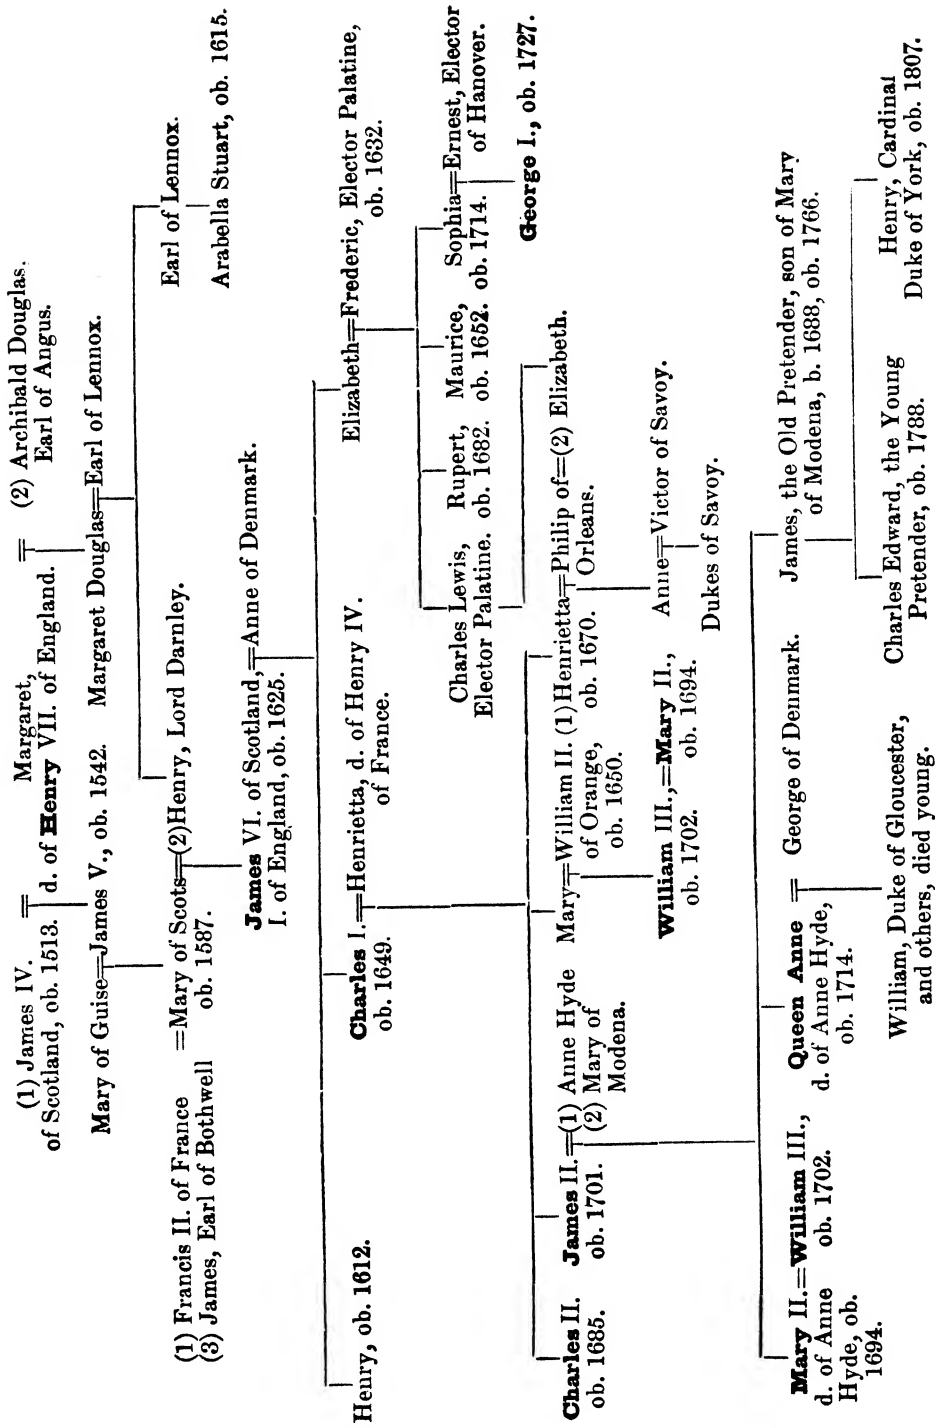 (1) James IV. = Margaret, = (2) Archibald Douglas.
of Scotland, ob. 1513. d. of Henry VII. of England. Earl of Angus.
Mary of Guise=James V., ob. 1542. Margaret Douglas=Earl of Lennox.
(1) Francis II. of France =Mary of Scots=(2)Henry, Lord Darnley. Earl of Lennox.
(3) James, Earl of Bothwell ob. 1587.
Arabella Stuart, ob. 1615.
James VI. of Scotland,=Anne of Denmark.
I. of England, ob. 1625.
Henry, ob. 1612. Charles I.=Henrietta, d. of Henry IV. Elizabeth=Frederic, Elector Palatine,
ob. 1649. of France. ob. 1632.
Charles Lewis, Rupert, Maurice, Sophia=Ernest, Elector
Elector Palatine. ob. 1682. ob. 1652. ob. 1714. of Hanover.
George I., ob. 1727.
Charles II. James II.=(1) Anne Hyde Mary=William II. (1) Henrietta=Philip of=(2) Elizabeth.
ob. 1685. ob. 1701. (2) Mary of of Orange, ob. 1670. Orleans.
Modena. ob. 1650.
William III.,=Mary II., Anne=Victor of Savoy.
ob. 1702. ob. 1694.
Dukes of Savoy.
Mary II.=William III., Queen Anne = George of Denmark. James, the Old Pretender, son of Mary
d. of Anne ob. 1702. d. of Anne Hyde, of Modena, b. 1688, ob. 1766.
Hyde, ob. ob. 1714.
1694.
William, Duke of Gloucester, Charles Edward, the Young Henry, Cardinal
and others, died young. Pretender, ob. 1788. Duke of York, ob. 1807.